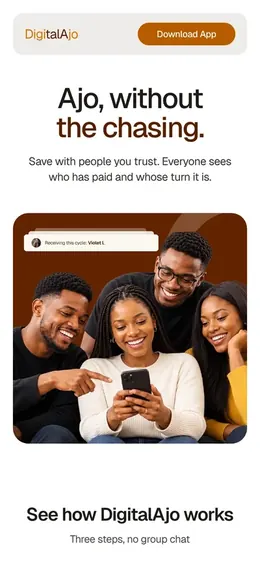 DigitalAjo
Download App
Ajo, without
the chasing.
Save with people you trust. Everyone sees
who has paid and whose turn it is.
Receiving this cycle: Violet I.
See how DigitalAjo works
Three steps, no group chat